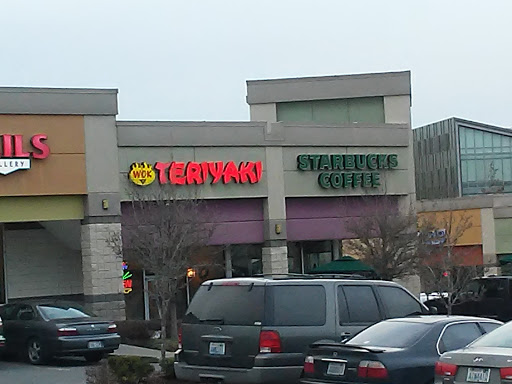 ILS
LLERY
WOK
TERIYAKI
STARBUCKS
COFFEE